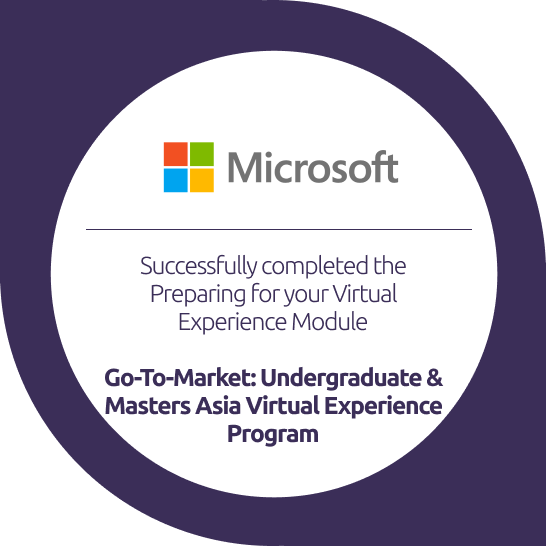 Microsoft
Successfully completed the
Preparing for your Virtual
Experience Module
Go-To-Market: Undergraduate &
Masters Asia Virtual Experience
Program